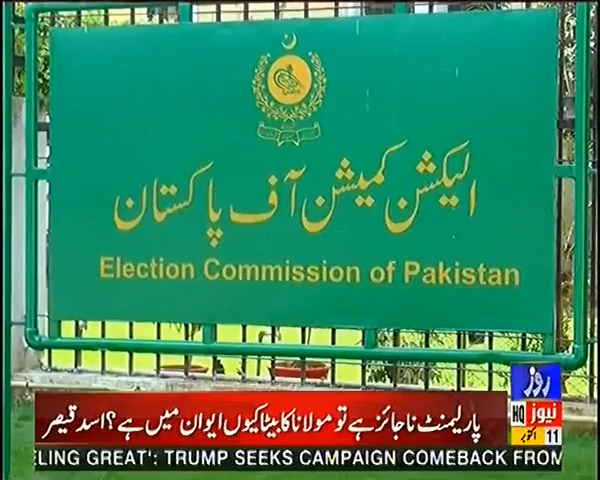 الیکشن کمیشن آف پاکستان
Election Commission of Pakistan
پارلیمنٹ ناجائز ہے تو مولانا کا بیٹا کیوں ایوان میں ہے؟ اسد قیصر
روز
HQ نیوز
11 اکتوبر
ELING GREAT': TRUMP SEEKS CAMPAIGN COMEBACK FROM